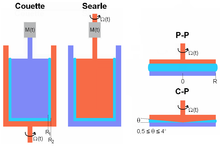 Couette
Searle
Ω(t)
M(t)
M(t)
P-P
Ω(t)
0
R
C-P
Ω(t)
θ
0.5 ≤ θ ≤ 4°
R₁
R₂
Ω(t)